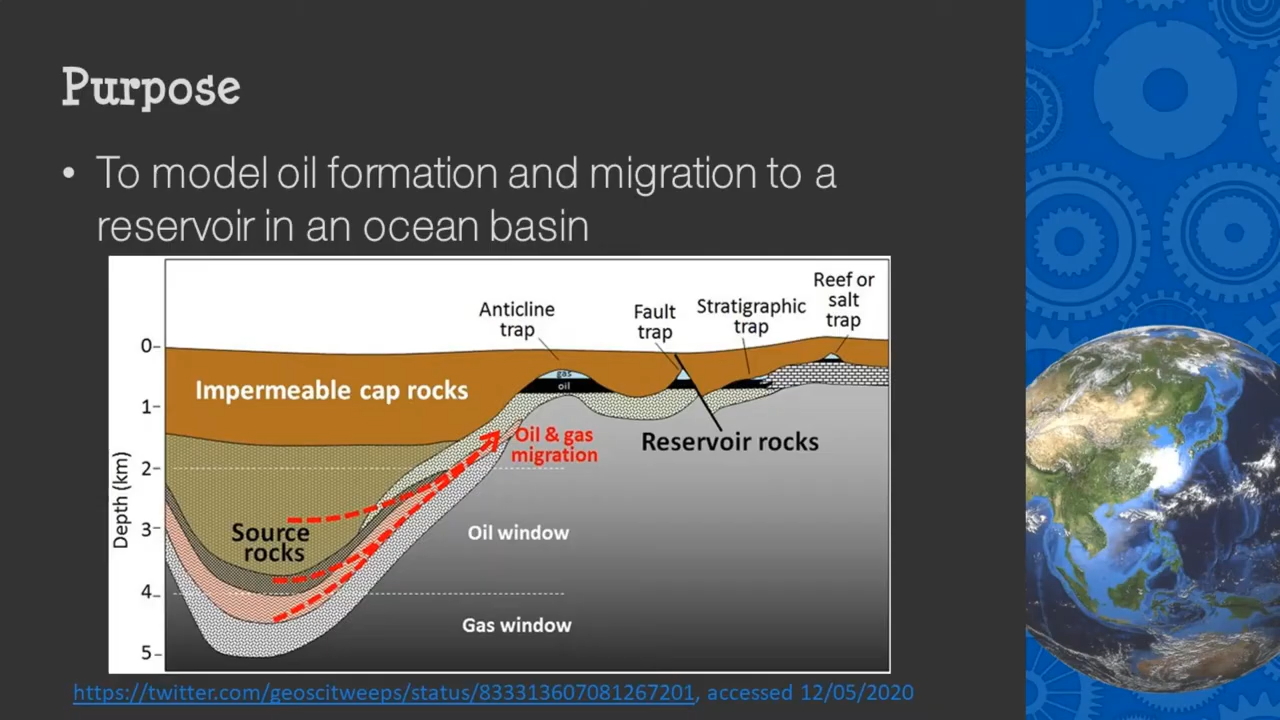 Purpose
• To model oil formation and migration to a
reservoir in an ocean basin
Anticline
trap
Fault
trap
Stratigraphic
trap
Reef or
salt
trap
0
1
2
3
4
5
Depth (km)
Impermeable cap rocks
gas
oil
Oil & gas
migration
Reservoir rocks
Source
rocks
Oil window
Gas window
https://twitter.com/geoscitweeps/status/833313607081267201, accessed 12/05/2020